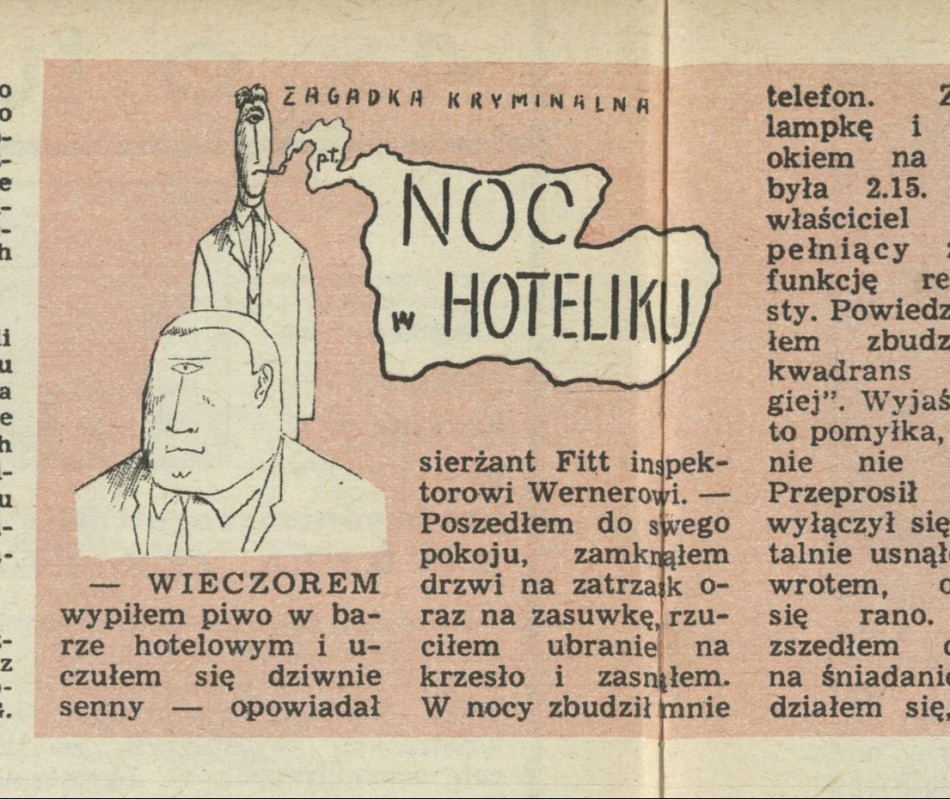 ZAGADKA KRYMINALNA
pt.
NOC
w HOTELIKU
— WIECZOREM
wypiłem piwo w ba-
rze hotelowym i u-
czułem się dziwnie
senny — opowiadał
sierżant Fitt inspek-
torowi Wernerowi. —
Poszedłem do swego
pokoju, zamknąłem
drzwi na zatrzask o-
raz na zasuwkę, rzu-
ciłem ubranie na
krzesło i zasnąłem.
W nocy zbudził mnie
telefon.
lampkę i
okiem na
była 2.15.
właściciel
pełniący
funkcję re
sty. Powiedz
łem zbudz
kwadrans
giej". Wyjaś
to pomyłka,
nie nie
Przeprosił
wyłączył się
talnie usnął
wrotem,
się rano.
zszedłem
na śniadanie
działem się,